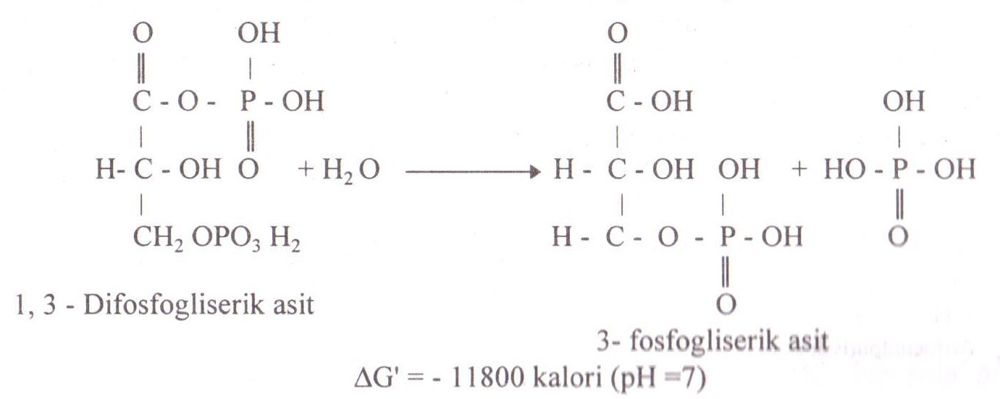 O OH O
|| | ||
C - O - P - OH C - OH OH
| || | |
H- C - OH O + H₂ O ⟶ H - C - OH OH + HO - P - OH
| | | ||
CH₂ OPO₃ H₂ H - C - O - P - OH O
||
1, 3 - Difosfogliserik asit O
3- fosfogliserik asit
ΔG' = - 11800 kalori (pH =7)